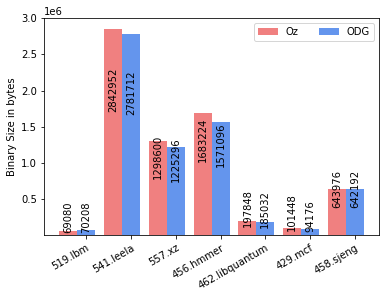 1e6
3.0
2.5
2.0
1.5
1.0
0.5
Binary Size in bytes
Oz ODG
69080 70208
2842952 2781712
1298600 1225296
1683224 1571096
197848 185032
101448 94176
643976 642192
519.lbm
541.leela
557.xz
456.hmmer
462.libquantum
429.mcf
458.sjeng